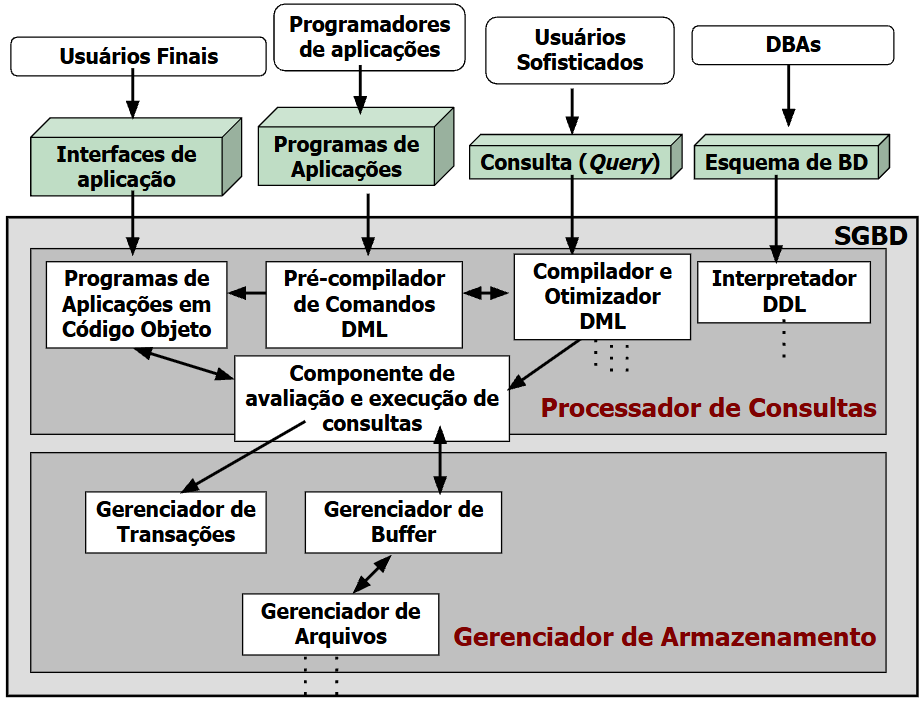 Usuários Finais
Programadores
de aplicações
Usuários
Sofisticados
DBAs
Interfaces de
aplicação
Programas de
Aplicações
Consulta (Query)
Esquema de BD
SGBD
Programas de
Aplicações em
Código Objeto
Pré-compilador
de Comandos
DML
Compilador e
Otimizador
DML
Interpretador
DDL
Componente de
avaliação e execução de
consultas
Processador de Consultas
Gerenciador de
Transações
Gerenciador de
Buffer
Gerenciador de
Arquivos
Gerenciador de Armazenamento